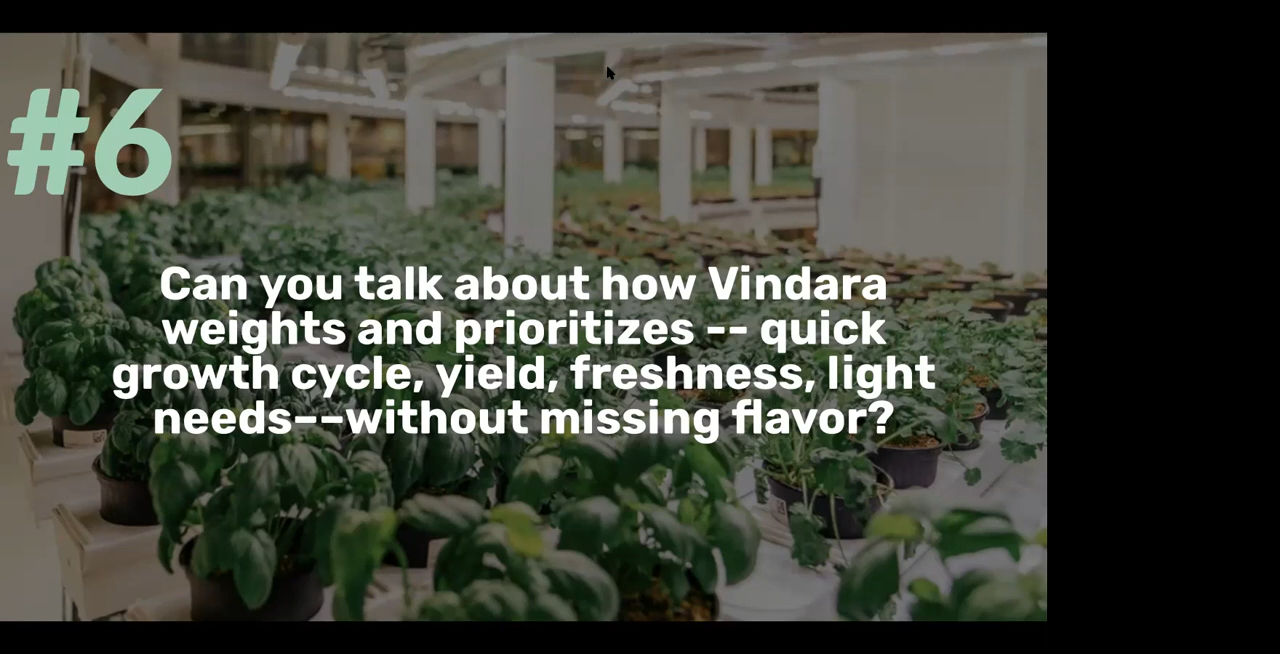 #6
Can you talk about how Vindara
weights and prioritizes -- quick
growth cycle, yield, freshness, light
needs––without missing flavor?